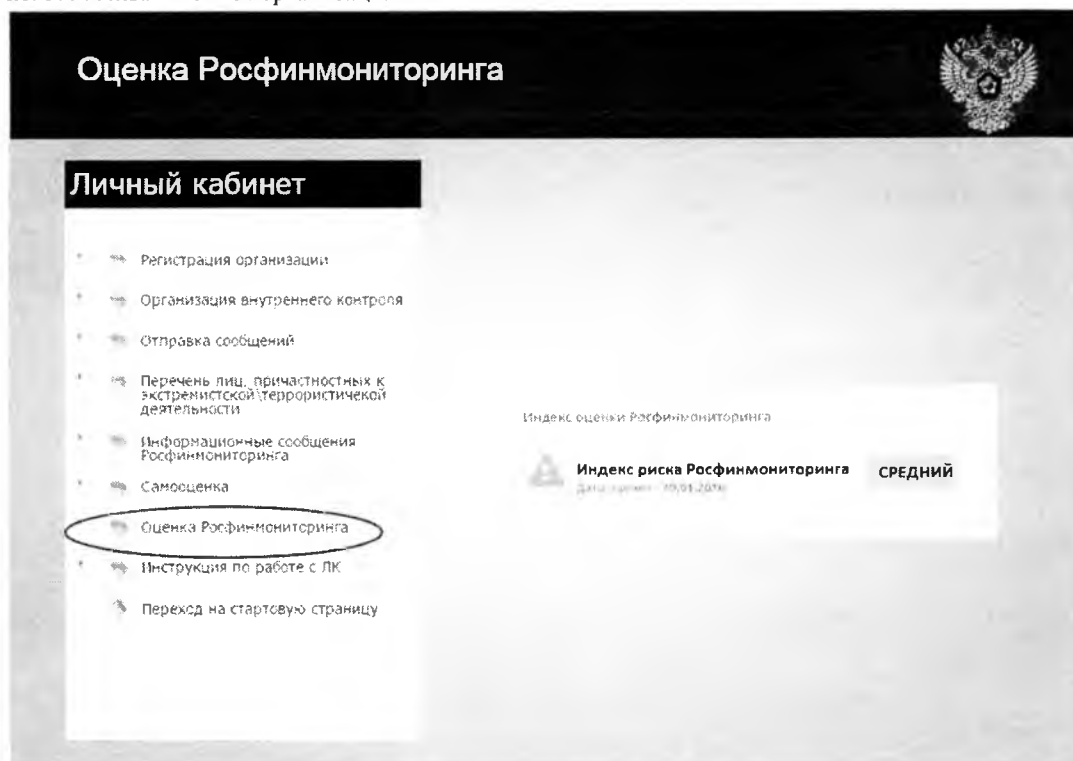 Оценка Росфинмониторинга
Личный кабинет
Регистрация организации
Организация внутреннего контроля
Отправка сообщений
Перечень лиц, причастностных к
экстремистской\террористичекой
деятельности
Информационные сообщения
Росфинмониторинга
Самооценка
Оценка Росфинмониторинга
Инструкция по работе с ЛК
Переход на стартовую страницу
Индекс оценки Росфинмониторинга
Индекс риска Росфинмониторинга
СРЕДНИЙ